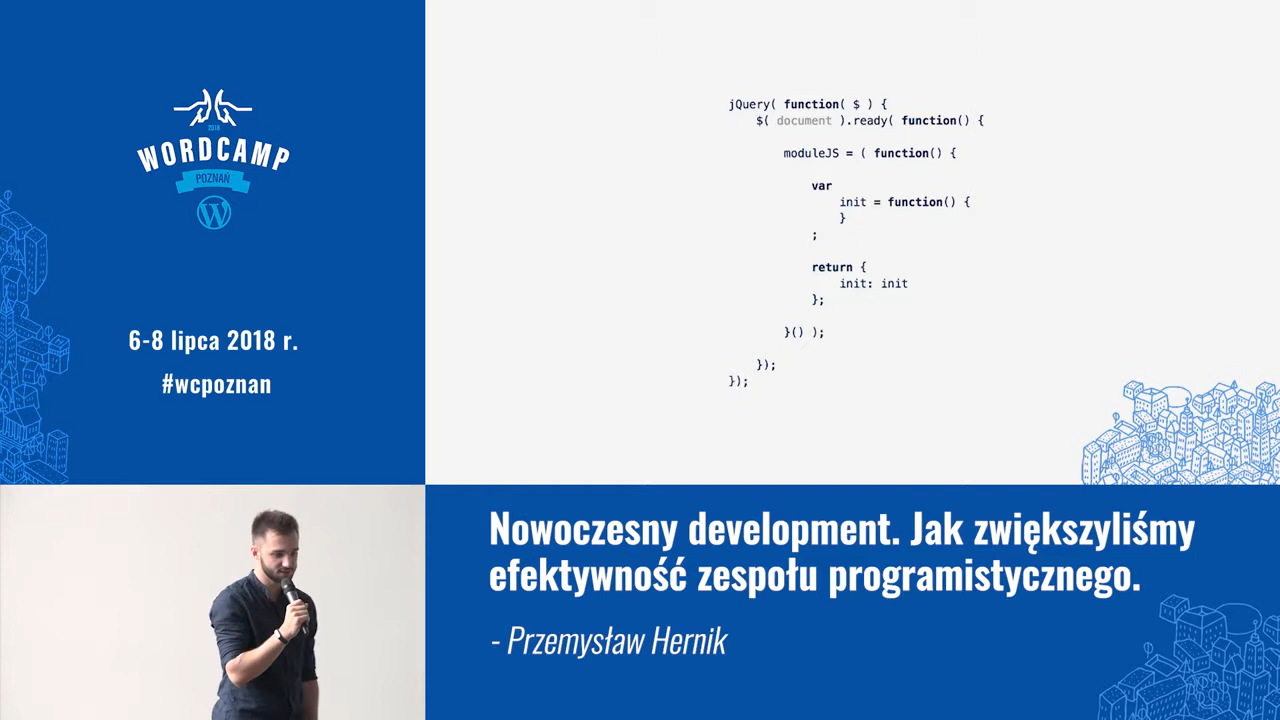 2018
WORDCAMP
POZNAŃ
6-8 lipca 2018 r.
#wcpoznan
jQuery( function( $ ) {
$( document ).ready( function() {
moduleJS = ( function() {
var
init = function() {
}
;
return {
init: init
};
}() );
});
});
Nowoczesny development. Jak zwiększyliśmy
efektywność zespołu programistycznego.
- Przemysław Hernik